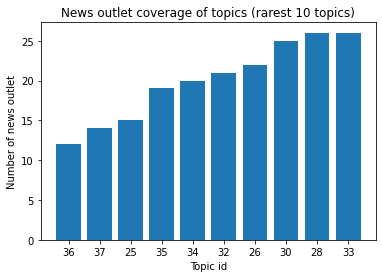 News outlet coverage of topics (rarest 10 topics)
Number of news outlet
25
20
15
10
5
0
36 37 25 35 34 32 26 30 28 33
Topic id